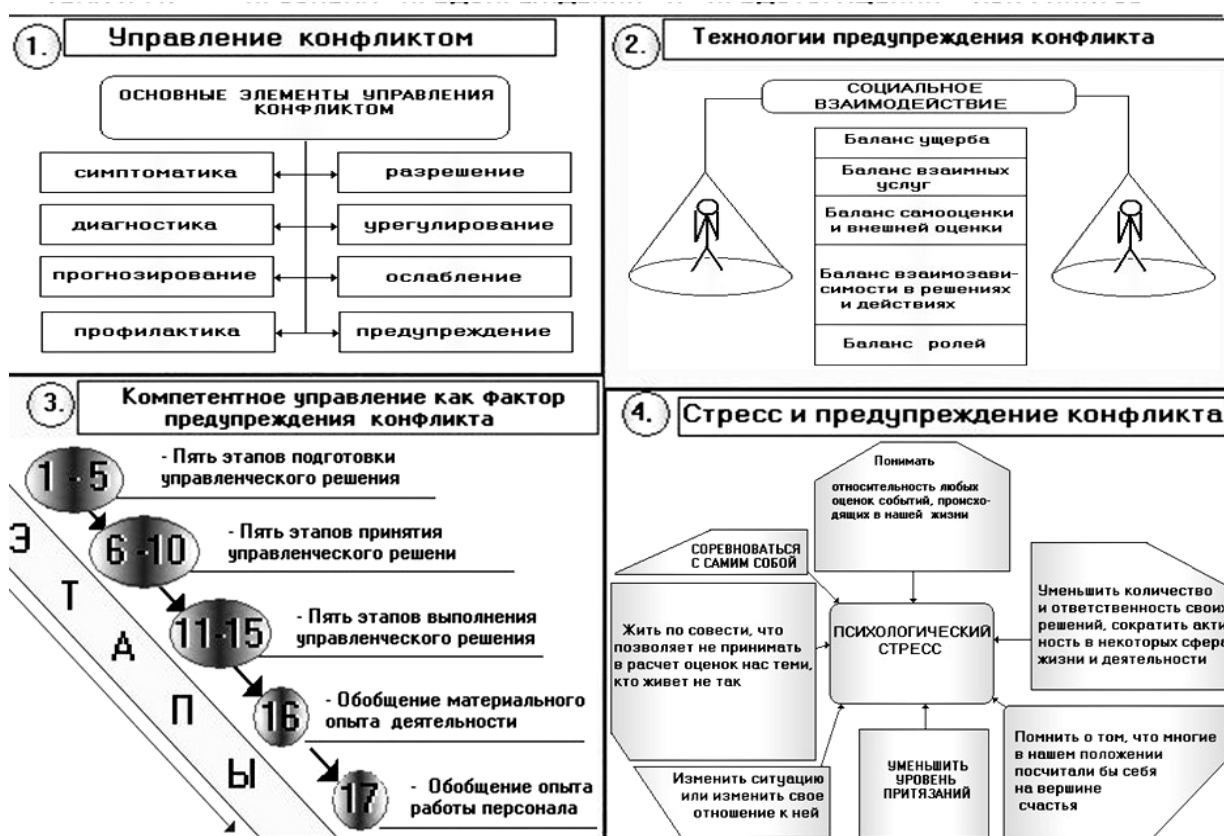 1.
Управление конфликтом
ОСНОВНЫЕ ЭЛЕМЕНТЫ УПРАВЛЕНИЯ
КОНФЛИКТОМ
симптоматика
разрешение
диагностика
урегулирование
прогнозирование
ослабление
профилактика
предупреждение
2.
Технологии предупреждения конфликта
СОЦИАЛЬНОЕ
ВЗАИМОДЕЙСТВИЕ
Баланс ущерба
Баланс взаимных
услуг
Баланс самооценки
и внешней оценки
Баланс взаимозави-
симости в решениях
и действиях
Баланс ролей
3.
Компетентное управление как фактор
предупреждения конфликта
ЭТАПЫ
1 - 5
- Пять этапов подготовки
управленческого решения
6 -10
- Пять этапов принятия
управленческого решени
11-15
- Пять этапов выполнения
управленческого решения
16
- Обобщение материального
опыта деятельности
17
- Обобщение опыта
работы персонала
4.
Стресс и предупреждение конфликта
Понимать
относительность любых
оценок событий, происхо-
дящих в нашей жизни
СОРЕВНОВАТЬСЯ
С САМИМ СОБОЙ
Уменьшить количество
и ответственность своих
решений, сократить акти
ность в некоторых сфера
жизни и деятельности
Жить по совести, что
позволяет не принимать
в расчет оценок нас теми,
кто живет не так
ПСИХОЛОГИЧЕСКИЙ
СТРЕСС
Изменить ситуацию
или изменить свое
отношение к ней
УМЕНЬШИТЬ
УРОВЕНЬ
ПРИТЯЗАНИЙ
Помнить о том, что многие
в нашем положении
посчитали бы себя
на вершине
счастья